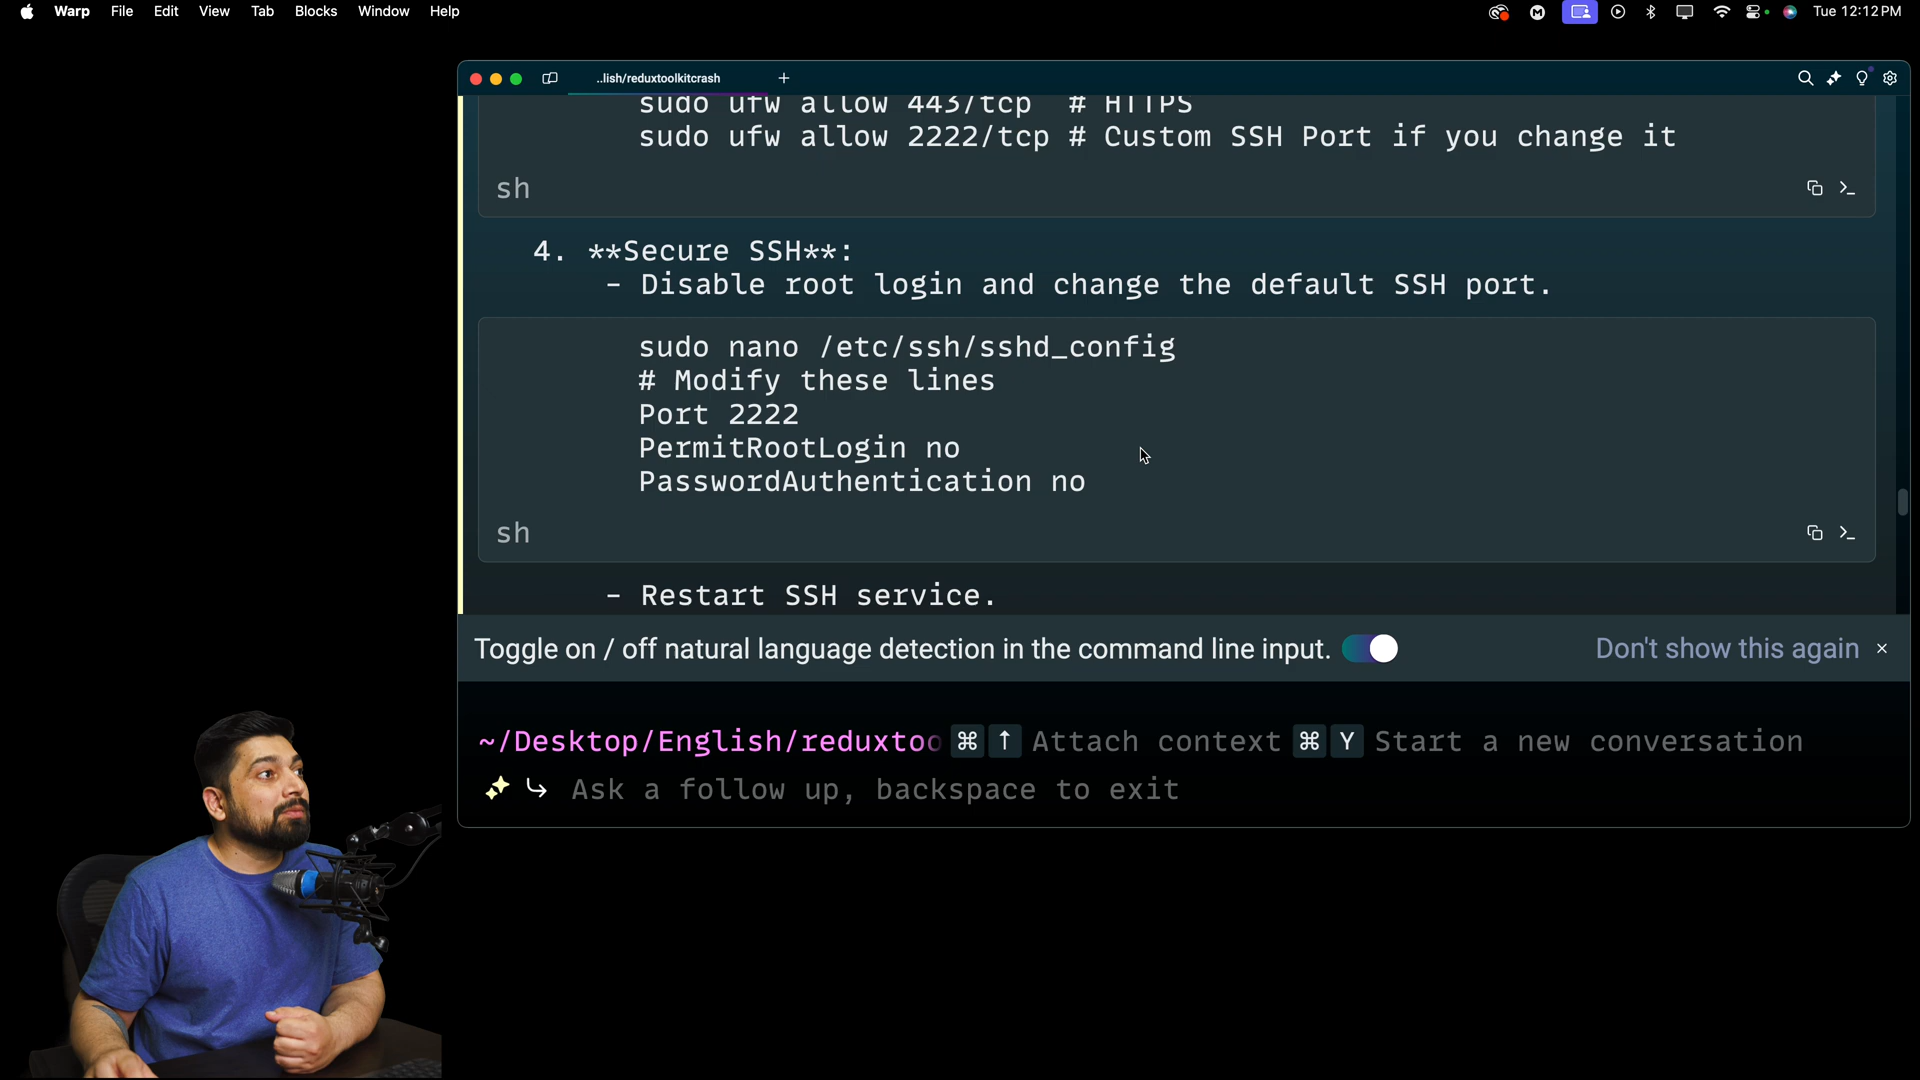 Warp File Edit View Tab Blocks Window Help
Tue 12:12 PM
..lish/reduxtoolkitcrash
sudo ufw allow 443/tcp # HTTPS
sudo ufw allow 2222/tcp # Custom SSH Port if you change it
sh
4. **Secure SSH**:
- Disable root login and change the default SSH port.
sudo nano /etc/ssh/sshd_config
# Modify these lines
Port 2222
PermitRootLogin no
PasswordAuthentication no
sh
- Restart SSH service.
Toggle on / off natural language detection in the command line input.
Don't show this again ×
~/Desktop/English/reduxtoo ⌘ ↑ Attach context ⌘ Y Start a new conversation
Ask a follow up, backspace to exit